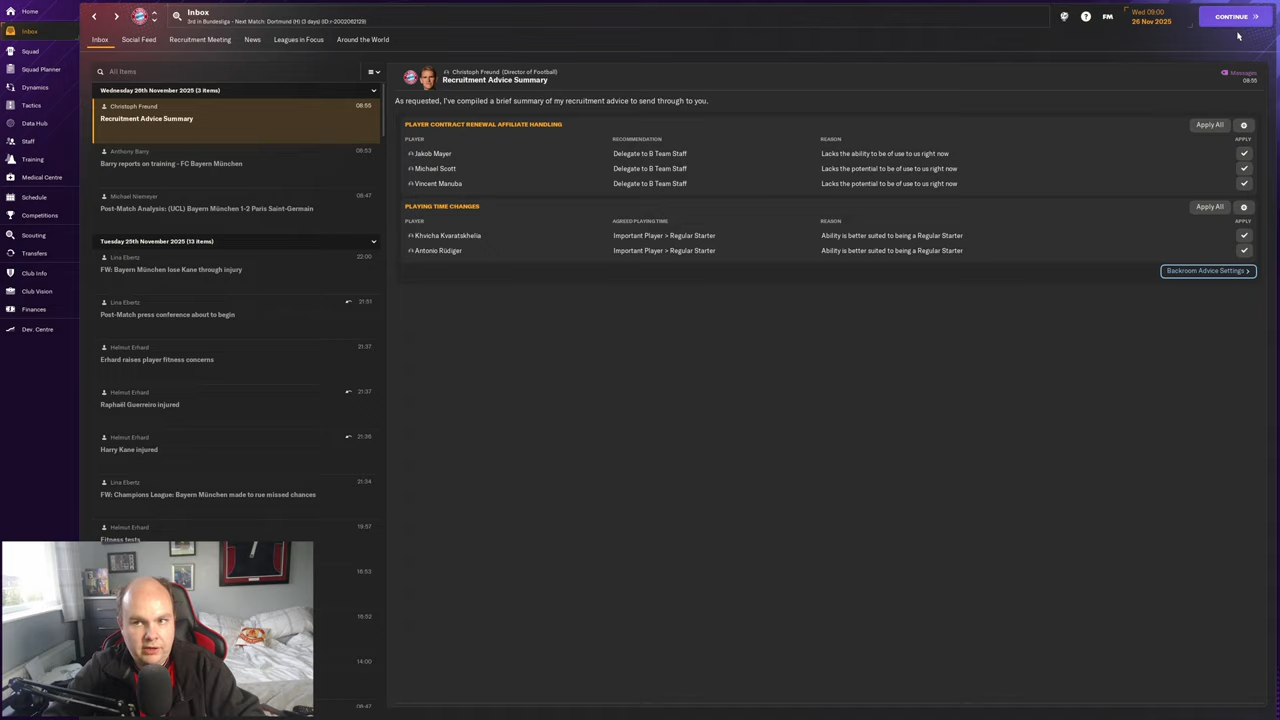 Home
Inbox
Squad
Squad Planner
Dynamics
Tactics
Data Hub
Staff
Training
Medical Centre
Schedule
Competitions
Scouting
Transfers
Club Info
Club Vision
Finances
Dev. Centre
Inbox
3rd in Bundesliga - Next Match: Dortmund (H) (3 days) (ID:r-2002082129)
FM
Wed 09:00
26 Nov 2025
CONTINUE
Inbox
Social Feed
Recruitment Meeting
News
Leagues in Focus
Around the World
All Items
Wednesday 26th November 2025 (3 items)
Christoph Freund 08:55
Recruitment Advice Summary
Anthony Barry 08:53
Barry reports on training - FC Bayern München
Michael Niemeyer 08:47
Post-Match Analysis: (UCL) Bayern München 1-2 Paris Saint-Germain
Tuesday 25th November 2025 (13 items)
Lina Ebertz 22:00
FW: Bayern München lose Kane through injury
Lina Ebertz 21:51
Post-Match press conference about to begin
Helmut Erhard 21:37
Erhard raises player fitness concerns
Helmut Erhard 21:37
Raphaël Guerreiro injured
Helmut Erhard 21:36
Harry Kane injured
Lina Ebertz 21:34
FW: Champions League: Bayern München made to rue missed chances
Helmut Erhard 19:57
Fitness tests
16:53
15:52
14:00
Christoph Freund (Director of Football)
Recruitment Advice Summary
Messages
08:55
As requested, I've compiled a brief summary of my recruitment advice to send through to you.
PLAYER CONTRACT RENEWAL AFFILIATE HANDLING Apply All
PLAYER RECOMMENDATION REASON APPLY
Jakob Mayer Delegate to B Team Staff Lacks the ability to be of use to us right now
Michael Scott Delegate to B Team Staff Lacks the potential to be of use to us right now
Vincent Manuba Delegate to B Team Staff Lacks the potential to be of use to us right now
PLAYING TIME CHANGES Apply All
PLAYER AGREED PLAYING TIME REASON APPLY
Khvicha Kvaratskhelia Important Player > Regular Starter Ability is better suited to being a Regular Starter
Antonio Rüdiger Important Player > Regular Starter Ability is better suited to being a Regular Starter
Backroom Advice Settings >